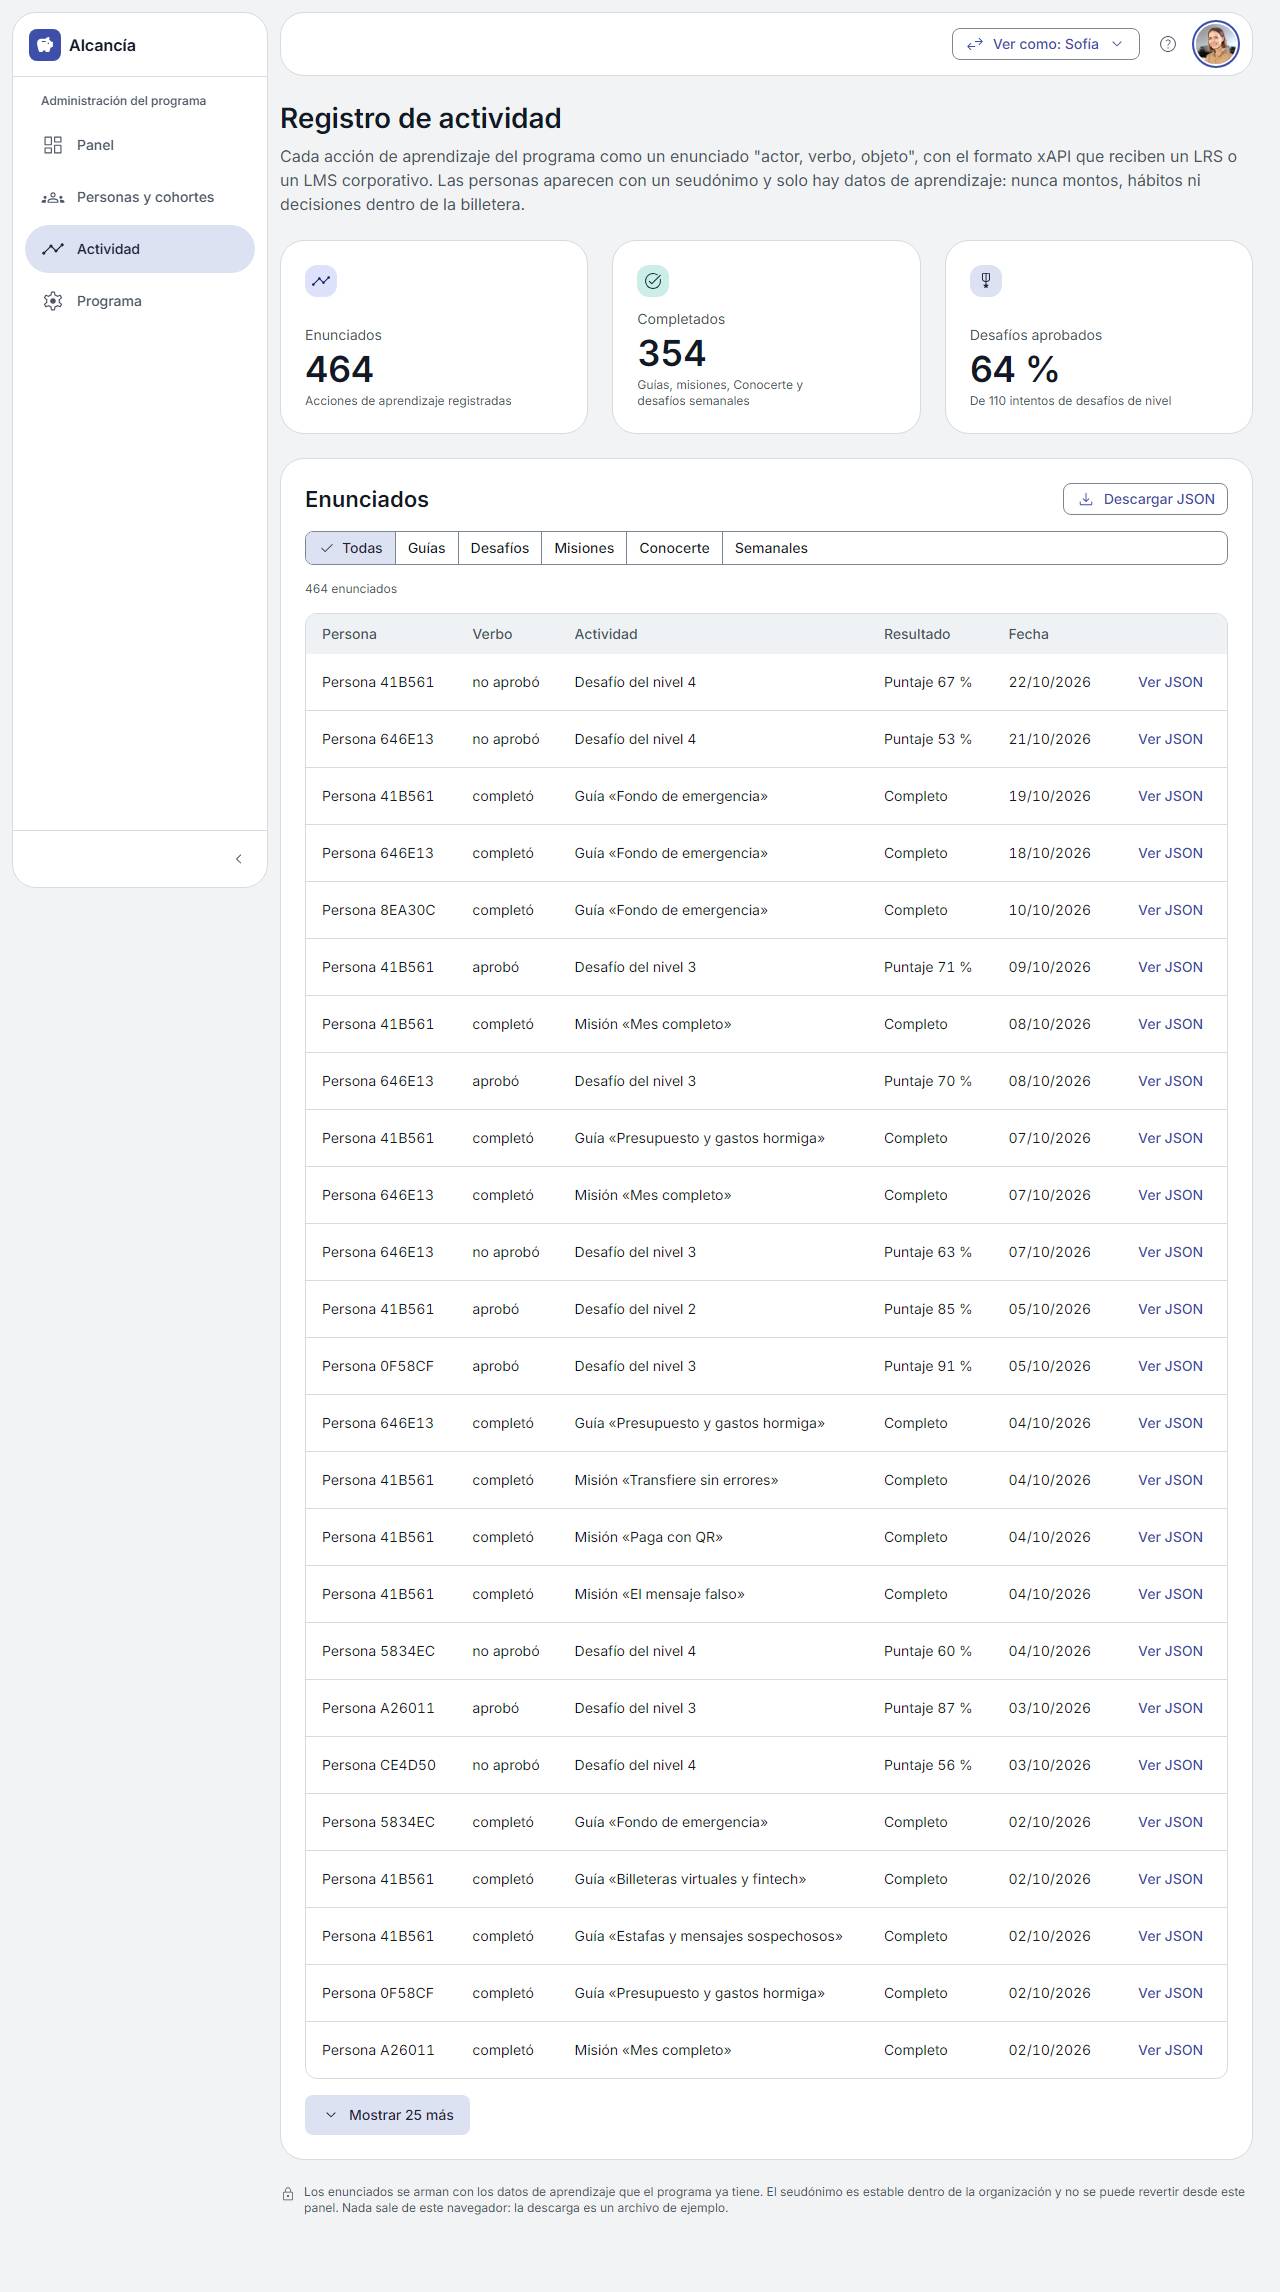 Alcancía
Ver como: Sofía
Administración del programa
Panel
Personas y cohortes
Actividad
Programa
Registro de actividad
Cada acción de aprendizaje del programa como un enunciado "actor, verbo, objeto", con el formato xAPI que reciben un LRS o
un LMS corporativo. Las personas aparecen con un seudónimo y solo hay datos de aprendizaje: nunca montos, hábitos ni
decisiones dentro de la billetera.
Enunciados
464
Acciones de aprendizaje registradas
Completados
354
Guías, misiones, Conocerte y
desafíos semanales
Desafíos aprobados
64 %
De 110 intentos de desafíos de nivel
Enunciados
Descargar JSON
Todas Guías Desafíos Misiones Conocerte Semanales
464 enunciados
Persona Verbo Actividad Resultado Fecha
Persona 41B561 no aprobó Desafío del nivel 4 Puntaje 67 % 22/10/2026 Ver JSON
Persona 646E13 no aprobó Desafío del nivel 4 Puntaje 53 % 21/10/2026 Ver JSON
Persona 41B561 completó Guía «Fondo de emergencia» Completo 19/10/2026 Ver JSON
Persona 646E13 completó Guía «Fondo de emergencia» Completo 18/10/2026 Ver JSON
Persona 8EA30C completó Guía «Fondo de emergencia» Completo 10/10/2026 Ver JSON
Persona 41B561 aprobó Desafío del nivel 3 Puntaje 71 % 09/10/2026 Ver JSON
Persona 41B561 completó Misión «Mes completo» Completo 08/10/2026 Ver JSON
Persona 646E13 aprobó Desafío del nivel 3 Puntaje 70 % 08/10/2026 Ver JSON
Persona 41B561 completó Guía «Presupuesto y gastos hormiga» Completo 07/10/2026 Ver JSON
Persona 646E13 completó Misión «Mes completo» Completo 07/10/2026 Ver JSON
Persona 646E13 no aprobó Desafío del nivel 3 Puntaje 63 % 07/10/2026 Ver JSON
Persona 41B561 aprobó Desafío del nivel 2 Puntaje 85 % 05/10/2026 Ver JSON
Persona 0F58CF aprobó Desafío del nivel 3 Puntaje 91 % 05/10/2026 Ver JSON
Persona 646E13 completó Guía «Presupuesto y gastos hormiga» Completo 04/10/2026 Ver JSON
Persona 41B561 completó Misión «Transfiere sin errores» Completo 04/10/2026 Ver JSON
Persona 41B561 completó Misión «Paga con QR» Completo 04/10/2026 Ver JSON
Persona 41B561 completó Misión «El mensaje falso» Completo 04/10/2026 Ver JSON
Persona 5834EC no aprobó Desafío del nivel 4 Puntaje 60 % 04/10/2026 Ver JSON
Persona A26011 aprobó Desafío del nivel 3 Puntaje 87 % 03/10/2026 Ver JSON
Persona CE4D50 no aprobó Desafío del nivel 4 Puntaje 56 % 03/10/2026 Ver JSON
Persona 5834EC completó Guía «Fondo de emergencia» Completo 02/10/2026 Ver JSON
Persona 41B561 completó Guía «Billeteras virtuales y fintech» Completo 02/10/2026 Ver JSON
Persona 41B561 completó Guía «Estafas y mensajes sospechosos» Completo 02/10/2026 Ver JSON
Persona 0F58CF completó Guía «Presupuesto y gastos hormiga» Completo 02/10/2026 Ver JSON
Persona A26011 completó Misión «Mes completo» Completo 02/10/2026 Ver JSON
Mostrar 25 más
Los enunciados se arman con los datos de aprendizaje que el programa ya tiene. El seudónimo es estable dentro de la organización y no se puede revertir desde este
panel. Nada sale de este navegador: la descarga es un archivo de ejemplo.